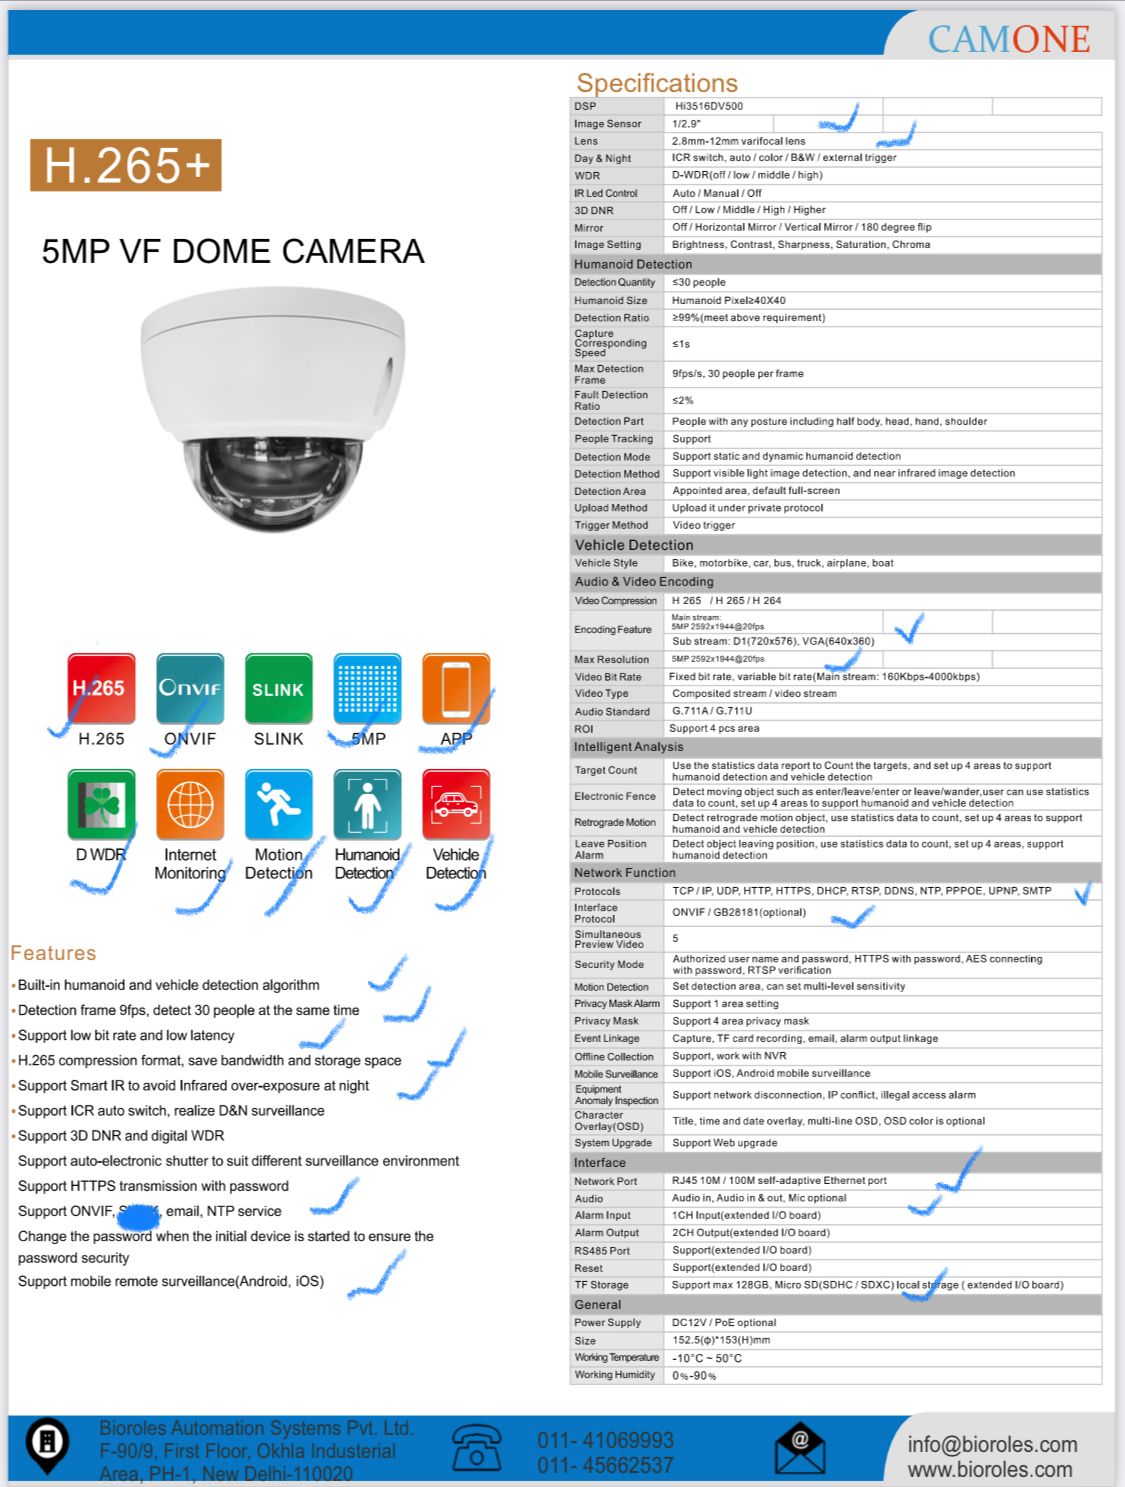 CAMONE
H.265+
5MP VF DOME CAMERA
H.265
ONVIF
SLINK
H.265
ONVIF
SLINK
5MP
APP
D WDR
Internet Monitoring
Motion Detection
Humanoid Detection
Vehicle Detection
Features
•Built-in humanoid and vehicle detection algorithm
•Detection frame 9fps, detect 30 people at the same time
•Support low bit rate and low latency
•H.265 compression format, save bandwidth and storage space
•Support Smart IR to avoid Infrared over-exposure at night
•Support ICR auto switch, realize D&N surveillance
•Support 3D DNR and digital WDR
Support auto-electronic shutter to suit different surveillance environment
Support HTTPS transmission with password
Support ONVIF, email, NTP service
Change the password when the initial device is started to ensure the
password security
Support mobile remote surveillance(Android, iOS)
Specifications
DSP Hi3516DV500
Image Sensor 1/2.9"
Lens 2.8mm-12mm varifocal lens
Day & Night ICR switch, auto / color / B&W / external trigger
WDR D-WDR(off / low / middle / high)
IR Led Control Auto / Manual / Off
3D DNR Off / Low / Middle / High / Higher
Mirror Off / Horizontal Mirror / Vertical Mirror / 180 degree flip
Image Setting Brightness, Contrast, Sharpness, Saturation, Chroma
Humanoid Detection
Detection Quantity ≤30 people
Humanoid Size Humanoid Pixel≥40X40
Detection Ratio ≥99%(meet above requirement)
Capture
Corresponding
Speed
≤1s
Max Detection
Frame
9fps/s, 30 people per frame
Fault Detection
Ratio
≤2%
Detection Part People with any posture including half body, head, hand, shoulder
People Tracking Support
Detection Mode Support static and dynamic humanoid detection
Detection Method Support visible light image detection, and near infrared image detection
Detection Area Appointed area, default full-screen
Upload Method Upload it under private protocol
Trigger Method Video trigger
Vehicle Detection
Vehicle Style Bike, motorbike, car, bus, truck, airplane, boat
Audio & Video Encoding
Video Compression H 265 / H 265 / H 264
Encoding Feature
Main stream:
5MP 2592x1944@20fps
Sub stream: D1(720x576), VGA(640x360)
Max Resolution 5MP 2592x1944@20fps
Video Bit Rate Fixed bit rate, variable bit rate(Main stream: 160Kbps-4000kbps)
Video Type Composited stream / video stream
Audio Standard G.711A / G.711U
ROI Support 4 pcs area
Intelligent Analysis
Target Count
Use the statistics data report to Count the targets, and set up 4 areas to support
humanoid detection and vehicle detection
Electronic Fence
Detect moving object such as enter/leave/enter or leave/wander,user can use statistics
data to count, set up 4 areas to support humanoid and vehicle detection
Retrograde Motion
Detect retrograde motion object, use statistics data to count, set up 4 areas to support
humanoid and vehicle detection
Leave Position
Alarm
Detect object leaving position, use statistics data to count, set up 4 areas, support
humanoid detection
Network Function
Protocols TCP / IP, UDP, HTTP, HTTPS, DHCP, RTSP, DDNS, NTP, PPPOE, UPNP, SMTP
Interface
Protocol
ONVIF / GB28181(optional)
Simultaneous
Preview Video
5
Security Mode
Authorized user name and password, HTTPS with password, AES connecting
with password, RTSP verification
Motion Detection Set detection area, can set multi-level sensitivity
Privacy Mask Alarm Support 1 area setting
Privacy Mask Support 4 area privacy mask
Event Linkage Capture, TF card recording, email, alarm output linkage
Offline Collection Support, work with NVR
Mobile Surveillance Support iOS, Android mobile surveillance
Equipment
Anomaly Inspection
Support network disconnection, IP conflict, illegal access alarm
Character
Overlay(OSD)
Title, time and date overlay, multi-line OSD, OSD color is optional
System Upgrade Support Web upgrade
Interface
Network Port RJ45 10M / 100M self-adaptive Ethernet port
Audio Audio in, Audio in & out, Mic optional
Alarm Input 1CH Input(extended I/O board)
Alarm Output 2CH Output(extended I/O board)
RS485 Port Support(extended I/O board)
Reset Support(extended I/O board)
TF Storage Support max 128GB, Micro SD(SDHC / SDXC) local storage ( extended I/O board)
General
Power Supply DC12V / PoE optional
Size 152.5(φ)*153(H)mm
Working Temperature -10°C ~ 50°C
Working Humidity 0%-90%
Bioroles Automation Systems Pvt. Ltd.
F-90/9, First Floor, Okhla Industerial
Area, PH-1, New Delhi-110020
011- 41069993
011- 45662537
@
info@bioroles.com
www.bioroles.com